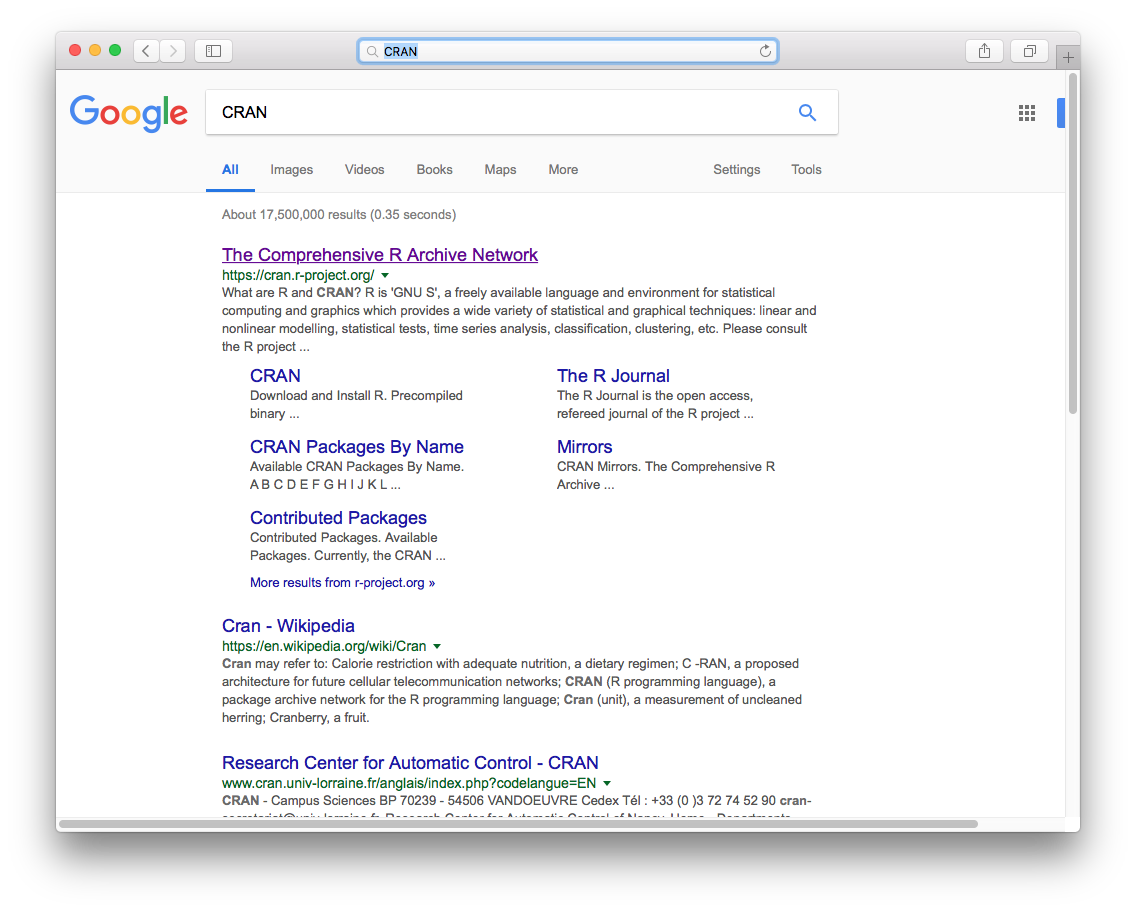 CRAN
Google
CRAN
All Images Videos Books Maps More Settings Tools
About 17,500,000 results (0.35 seconds)
The Comprehensive R Archive Network
https://cran.r-project.org/
What are R and CRAN? R is 'GNU S', a freely available language and environment for statistical
computing and graphics which provides a wide variety of statistical and graphical techniques: linear and
nonlinear modelling, statistical tests, time series analysis, classification, clustering, etc. Please consult
the R project ...
CRAN
Download and Install R. Precompiled
binary ...
The R Journal
The R Journal is the open access,
refereed journal of the R project ...
CRAN Packages By Name
Available CRAN Packages By Name.
A B C D E F G H I J K L ...
Mirrors
CRAN Mirrors. The Comprehensive R
Archive ...
Contributed Packages
Contributed Packages. Available
Packages. Currently, the CRAN ...
More results from r-project.org »
Cran - Wikipedia
https://en.wikipedia.org/wiki/Cran
Cran may refer to: Calorie restriction with adequate nutrition, a dietary regimen; C -RAN, a proposed
architecture for future cellular telecommunication networks; CRAN (R programming language), a
package archive network for the R programming language; Cran (unit), a measurement of uncleaned
herring; Cranberry, a fruit.
Research Center for Automatic Control - CRAN
www.cran.univ-lorraine.fr/anglais/index.php?codelangue=EN
CRAN - Campus Sciences BP 70239 - 54506 VANDOEUVRE Cedex Tél : +33 (0 )3 72 74 52 90 cran-